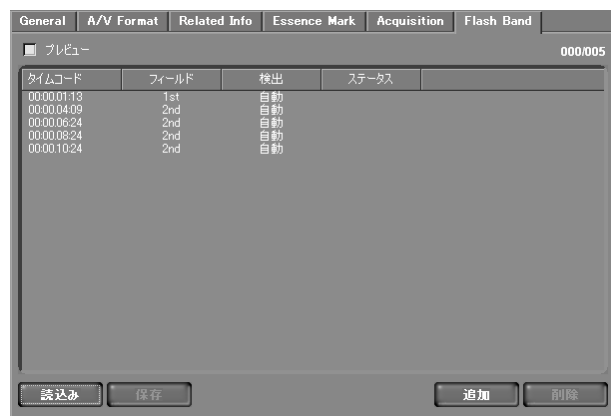 General A/V Format Related Info Essence Mark Acquisition Flash Band
プレビュー 000/005
タイムコード フィールド 検出 ステータス
00:00.01:13 1st 自動
00:00.04:09 2nd 自動
00:00.06:24 2nd 自動
00:00.08:24 2nd 自動
00:00.10:24 2nd 自動
読込み 保存 追加 削除